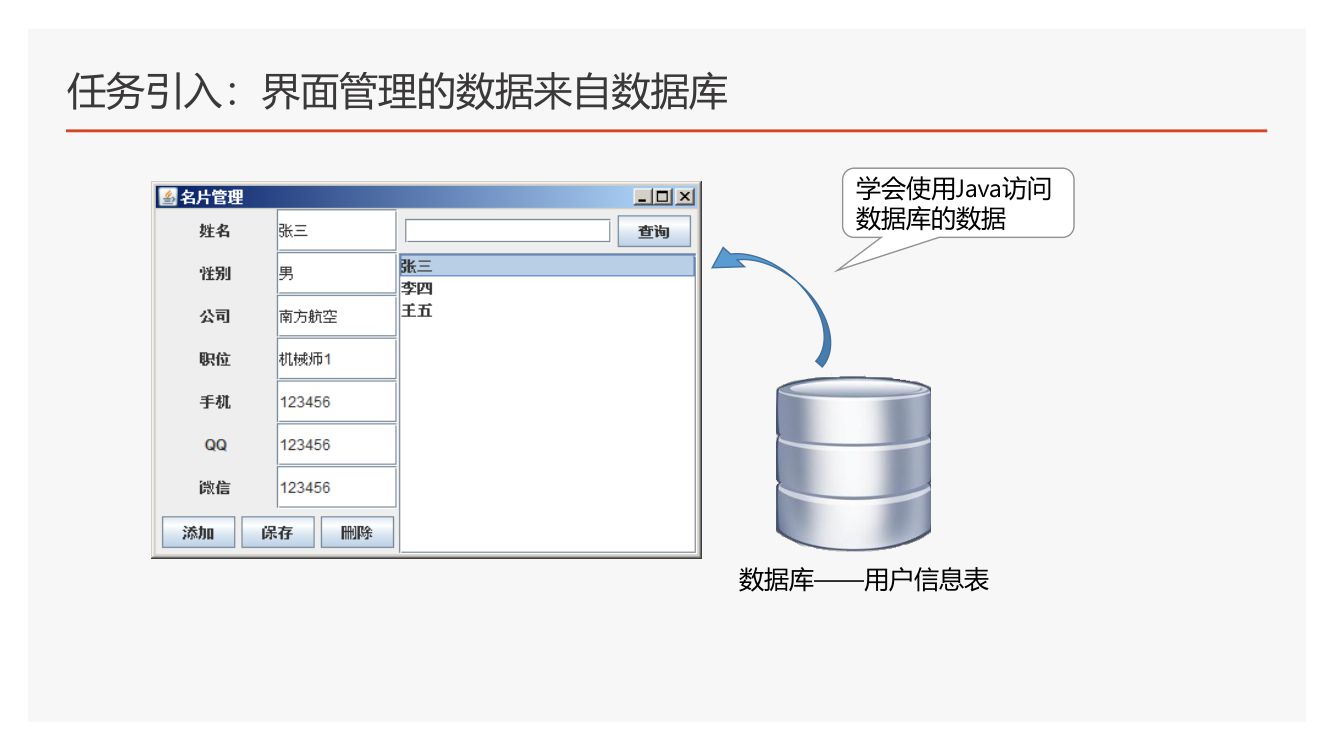 任务引入：界面管理的数据来自数据库
名片管理
姓名 张三 查询
性别 男
公司 南方航空
职位 机械师1
手机 123456
QQ 123456
微信 123456
添加 保存 删除
张三
李四
王五
学会使用Java访问
数据库的数据
数据库——用户信息表